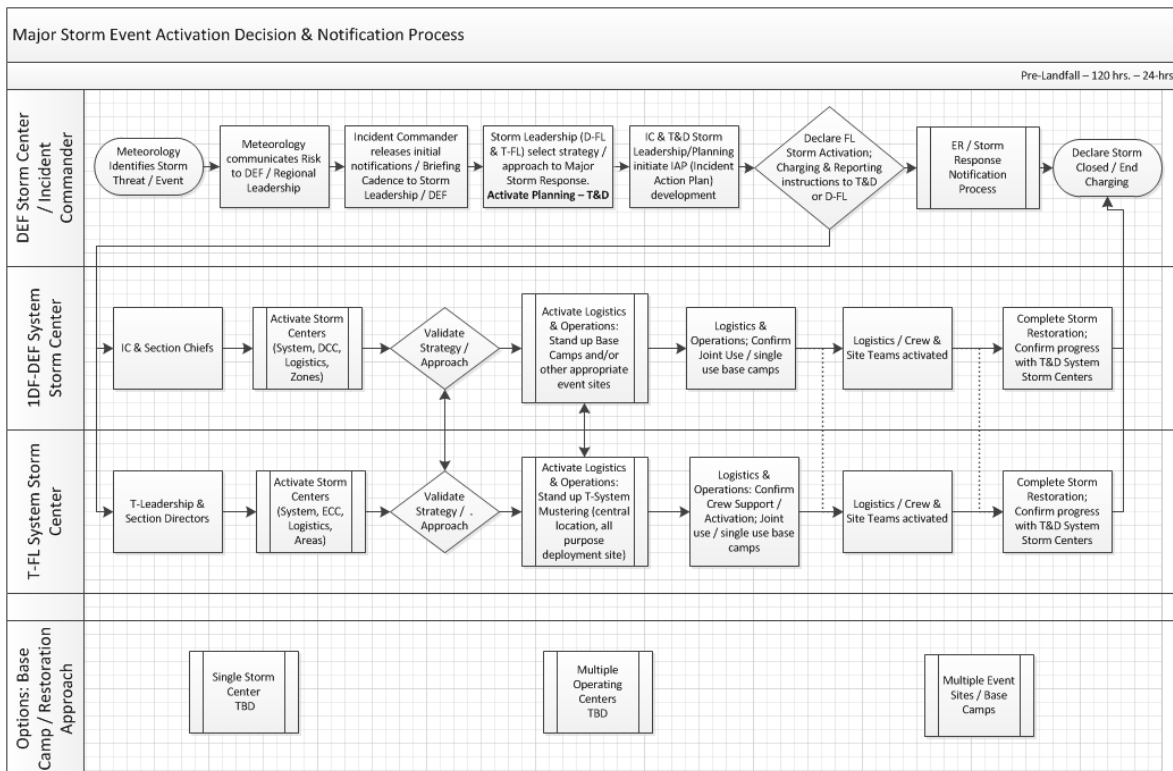 Major Storm Event Activation Decision & Notification Process
Pre-Landfall – 120 hrs. – 24-hrs
DEF Storm Center
/ Incident
Commander
Meteorology
Identifies Storm
Threat / Event
Meteorology
communicates Risk
to DEF / Regional
Leadership
Incident Commander
releases initial
notifications / Briefing
Cadence to Storm
Leadership / DEF
Storm Leadership (D-FL
& T-FL) select strategy /
approach to Major
Storm Response.
Activate Planning – T&D
IC & T&D Storm
Leadership/Planning
initiate IAP (Incident
Action Plan)
development
Declare FL
Storm Activation;
Charging & Reporting
instructions to T&D
or D-FL
ER / Storm
Response
Notification
Process
Declare Storm
Closed / End
Charging
1DF-DEF System
Storm Center
IC & Section Chiefs
Activate Storm
Centers
(System, DCC,
Logistics,
Zones)
Validate
Strategy /
Approach
Activate Logistics
& Operations:
Stand up Base
Camps and/or
other appropriate
event sites
Logistics &
Operations; Confirm
Joint Use / single
use base camps
Logistics / Crew &
Site Teams activated
Complete Storm
Restoration;
Confirm progress
with T&D System
Storm Centers
T-FL System Storm
Center
T-Leadership &
Section Directors
Activate Storm
Centers
(System, ECC,
Logistics,
Areas)
Validate
Strategy / .
Approach
Activate Logistics
& Operations:
Stand up T-System
Mustering (central
location, all
purpose
deployment site)
Logistics &
Operations: Confirm
Crew Support /
Activation; Joint
use / single use base
camps
Logistics / Crew &
Site Teams activated
Complete Storm
Restoration;
Confirm progress
with T&D System
Storm Centers
Options: Base
Camp / Restoration
Approach
Single Storm
Center
TBD
Multiple
Operating
Centers
TBD
Multiple Event
Sites / Base
Camps